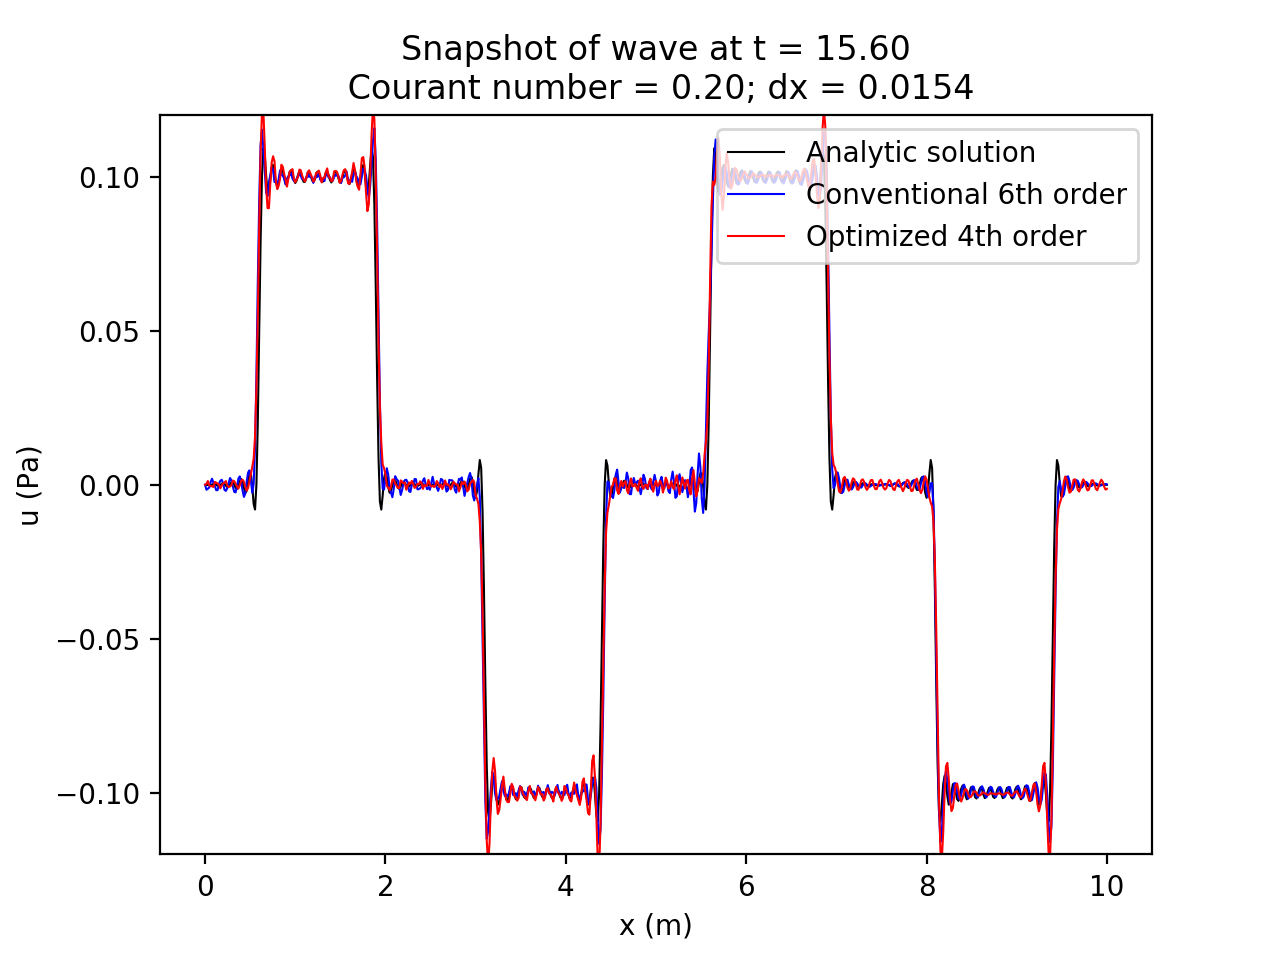 Snapshot of wave at t = 15.60
Courant number = 0.20; dx = 0.0154
Analytic solution
Conventional 6th order
Optimized 4th order
u (Pa)
0.10
0.05
0.00
−0.05
−0.10
0 2 4 6 8 10
x (m)